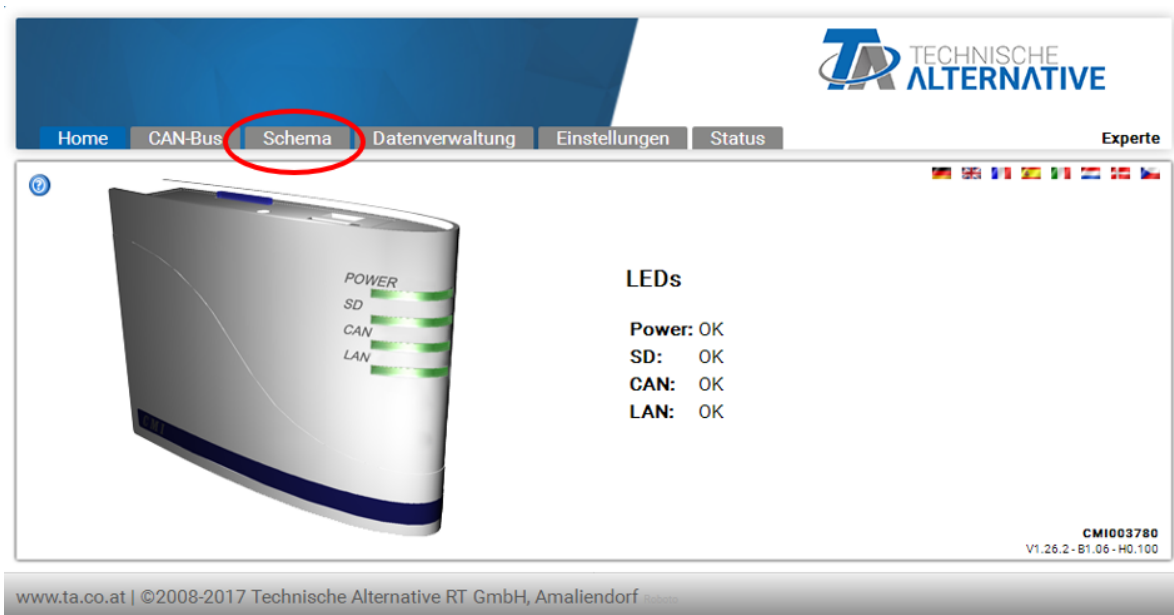 TA TECHNISCHE
ALTERNATIVE
Home CAN-Bus Schema Datenverwaltung Einstellungen Status Experte
POWER
SD
CAN
LAN
CMI
LEDs
Power: OK
SD: OK
CAN: OK
LAN: OK
CMI003780
V1.26.2 - B1.06 - H0.100
www.ta.co.at | ©2008-2017 Technische Alternative RT GmbH, Amaliendorf